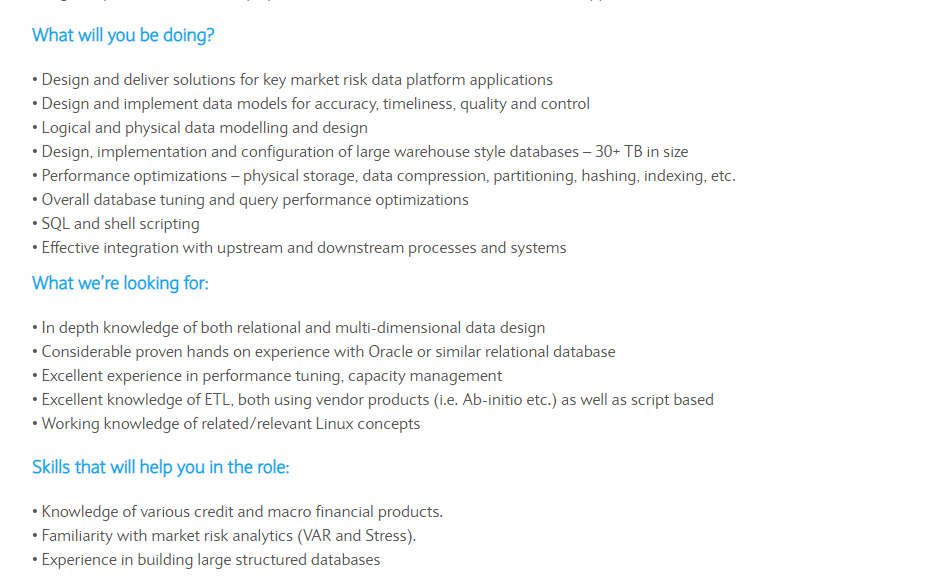 What will you be doing?
• Design and deliver solutions for key market risk data platform applications
• Design and implement data models for accuracy, timeliness, quality and control
• Logical and physical data modelling and design
• Design, implementation and configuration of large warehouse style databases – 30+ TB in size
• Performance optimizations – physical storage, data compression, partitioning, hashing, indexing, etc.
• Overall database tuning and query performance optimizations
• SQL and shell scripting
• Effective integration with upstream and downstream processes and systems
What we're looking for:
• In depth knowledge of both relational and multi-dimensional data design
• Considerable proven hands on experience with Oracle or similar relational database
• Excellent experience in performance tuning, capacity management
• Excellent knowledge of ETL, both using vendor products (i.e. Ab-initio etc.) as well as script based
• Working knowledge of related/relevant Linux concepts
Skills that will help you in the role:
• Knowledge of various credit and macro financial products.
• Familiarity with market risk analytics (VAR and Stress).
• Experience in building large structured databases